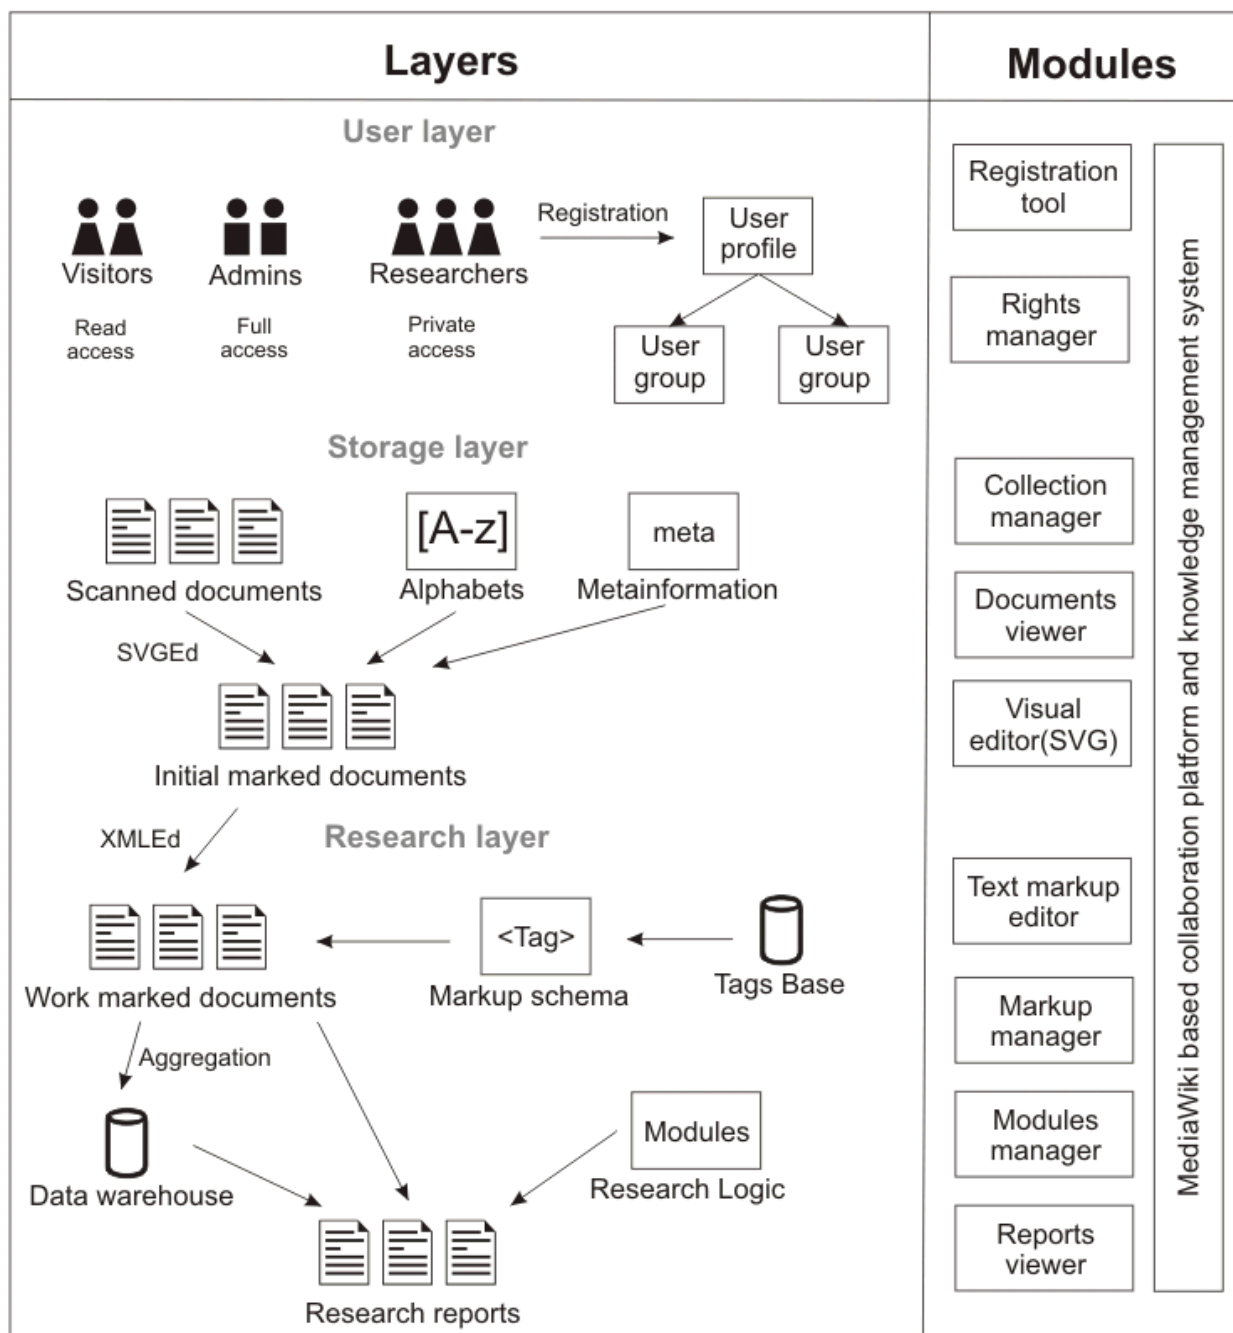 Layers
Modules
User layer
Visitors
Read
access
Admins
Full
access
Researchers
Private
access
Registration
User
profile
User
group
User
group
Storage layer
Scanned documents
[A-z]
Alphabets
meta
Metainformation
SVGEd
Initial marked documents
XMLEd
Research layer
Work marked documents
<Tag>
Markup schema
Tags Base
Aggregation
Data warehouse
Modules
Research Logic
Research reports
Registration
tool
Rights
manager
Collection
manager
Documents
viewer
Visual
editor(SVG)
Text markup
editor
Markup
manager
Modules
manager
Reports
viewer
MediaWiki based collaboration platform and knowledge management system